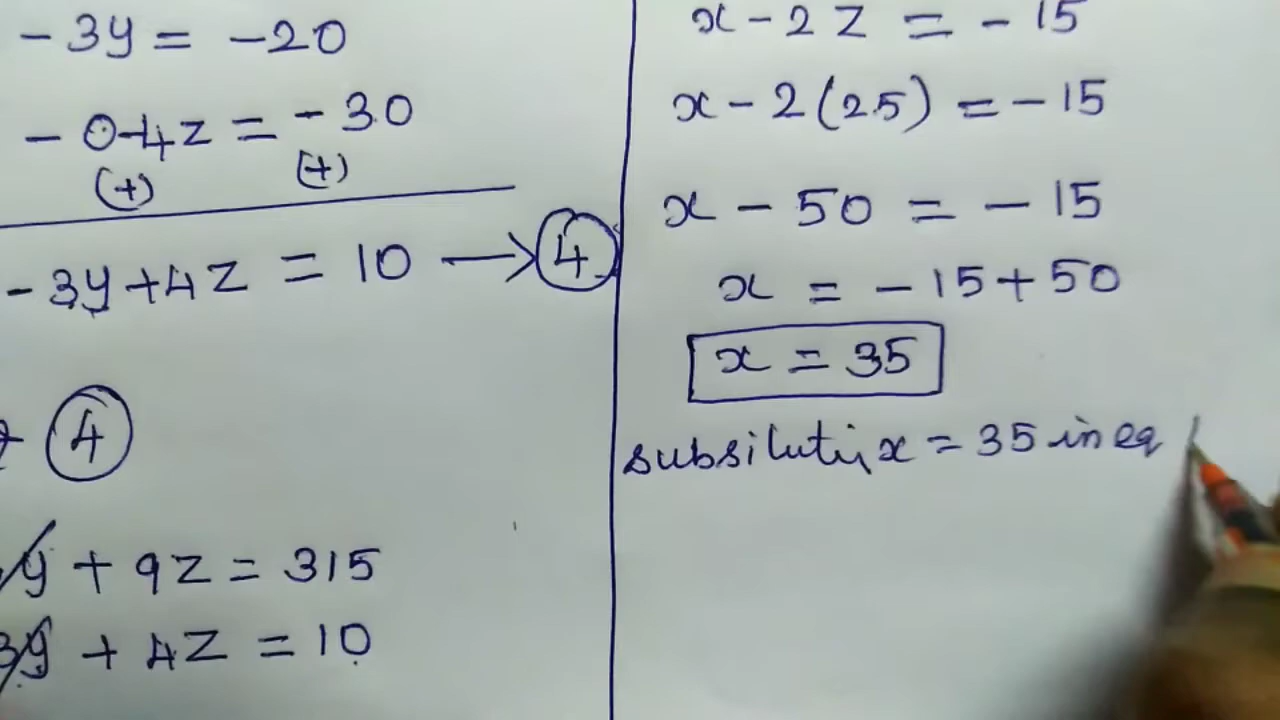 -3y = -20
- 0-4z = -30
(+) (+)
-3y+4z = 10 → 4
4
y + 9z = 315
3y + 4z = 10
x - 2z = -15
x - 2(25) = -15
x - 50 = -15
x = -15+50
x = 35
subsilutin x = 35 in eq